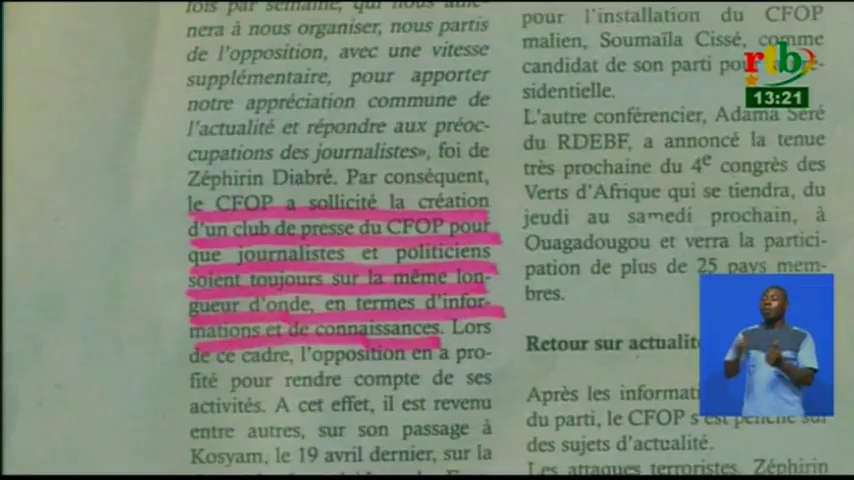 fois par semaine, qui nous
nera à nous organiser, nous partis
de l'opposition, avec une vitesse
supplémentaire, pour apporter
notre appréciation commune de
l'actualité et répondre aux préoc-
cupations des journalistes», foi de
Zéphirin Diabré. Par conséquent,
le CFOP a sollicité la création
d'un club de presse du CFOP pour
que journalistes et politiciens
soient toujours sur la même lon-
gueur d'onde, en termes d'infor-
mations et de connaissances. Lors
de ce cadre, l'opposition en a pro-
fité pour rendre compte de ses
activités. A cet effet, il est revenu
entre autres, sur son passage à
Kosyam, le 19 avril dernier, sur la
pour l'installation du CFOP
malien, Soumaïla Cissé, comme
candidat de son parti pour
sidentielle.
L'autre conférencier, Adama Séré
du RDEBF, a annoncé la tenue
très prochaine du 4e congrès des
Verts d'Afrique qui se tiendra, du
jeudi au samedi prochain, à
Ouagadougou et verra la partici-
pation de plus de 25 pays mem-
bres.
Retour sur actualit
Après les informati
du parti, le CFOP s'est penché sur
des sujets d'actualité.
Les attaques terroristes. Zéphirin
rtb
13:21